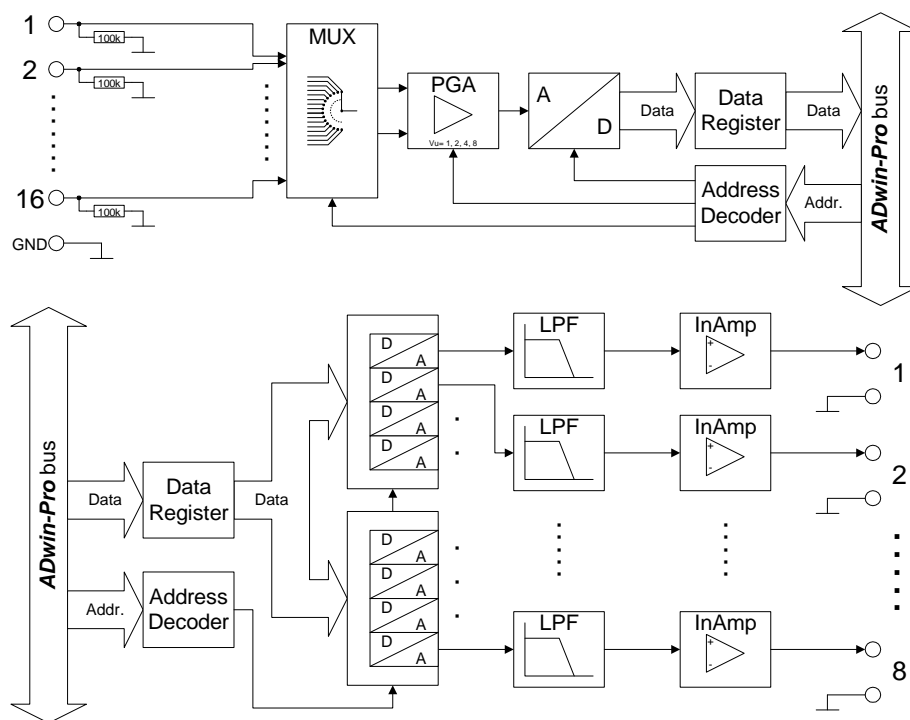 1
100k
2
100k
16
100k
GND
MUX
PGA
Vu= 1, 2, 4, 8
A
D
Data
Data
Register
Data
Address
Decoder
Addr.
ADwin-Pro bus
ADwin-Pro bus
Data
Data
Register
Data
Addr.
Address
Decoder
D
A
D
A
D
A
D
A
D
A
D
A
D
A
D
A
LPF
InAmp
+
-
1
LPF
InAmp
+
-
2
LPF
InAmp
+
-
8